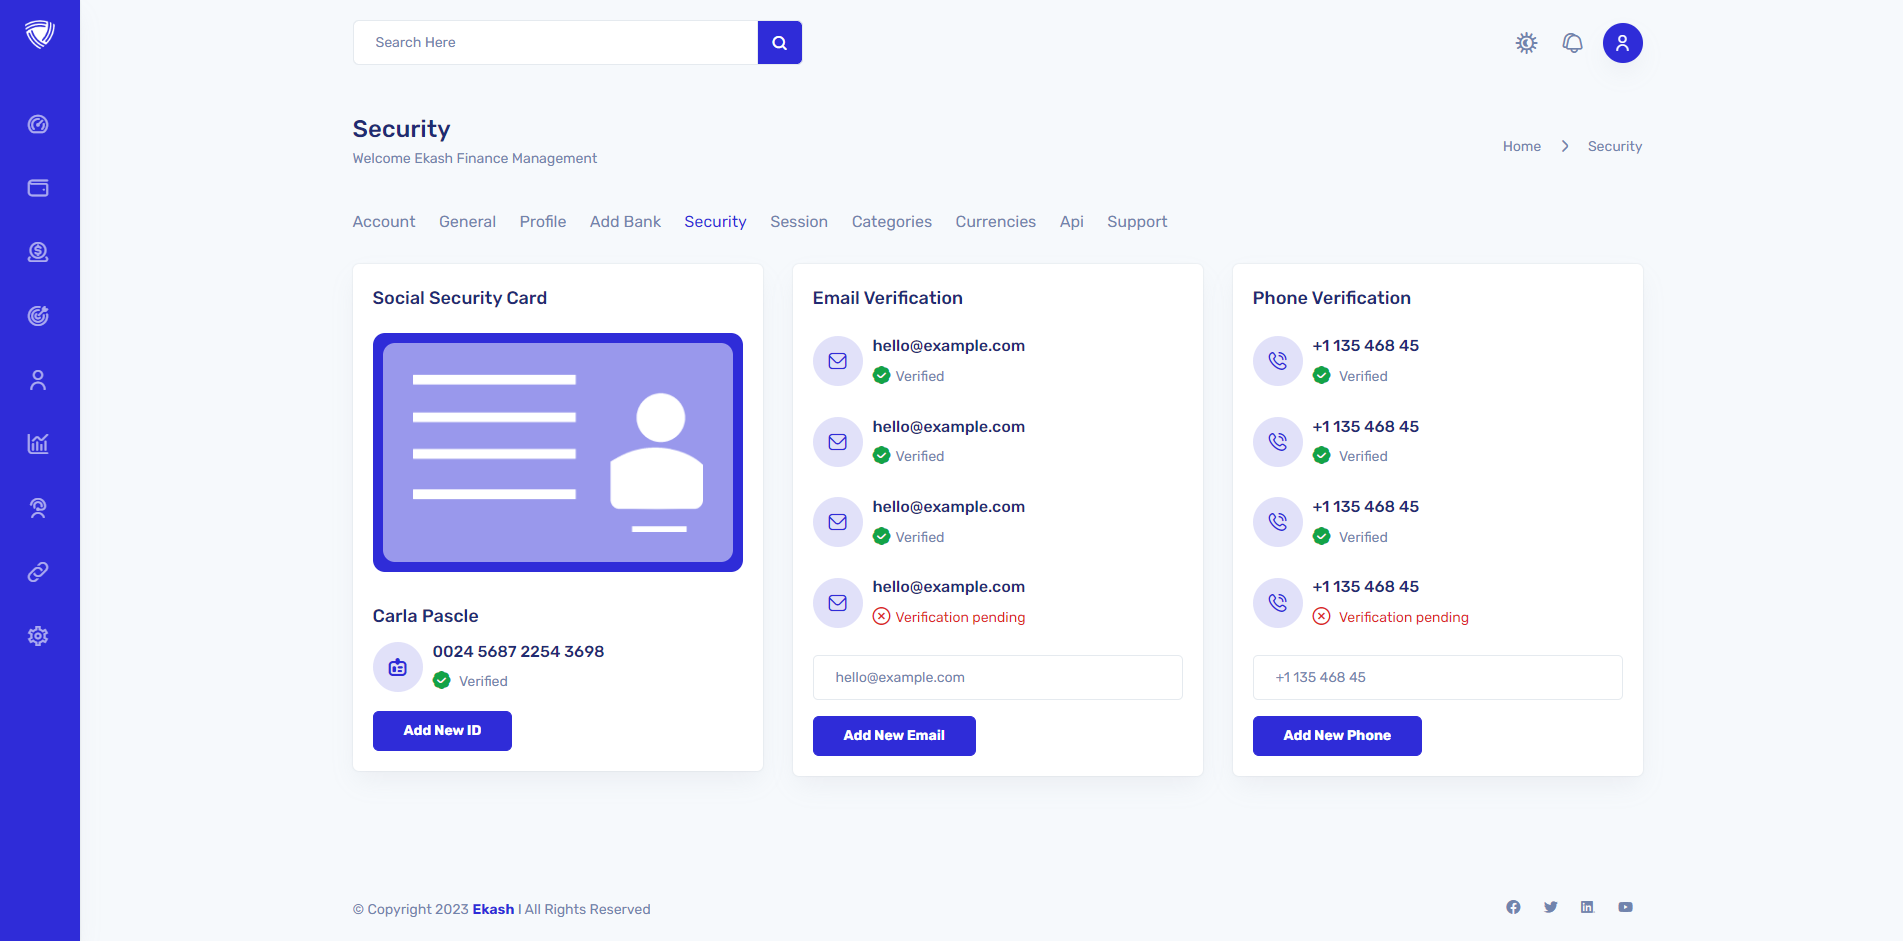 Search Here
Security
Welcome Ekash Finance Management
Home
Security
Account General Profile Add Bank Security Session Categories Currencies Api Support
Social Security Card
Carla Pascle
0024 5687 2254 3698
Verified
Add New ID
Email Verification
hello@example.com
Verified
hello@example.com
Verified
hello@example.com
Verified
hello@example.com
Verification pending
hello@example.com
Add New Email
Phone Verification
+1 135 468 45
Verified
+1 135 468 45
Verified
+1 135 468 45
Verified
+1 135 468 45
Verification pending
+1 135 468 45
Add New Phone
© Copyright 2023 Ekash I All Rights Reserved